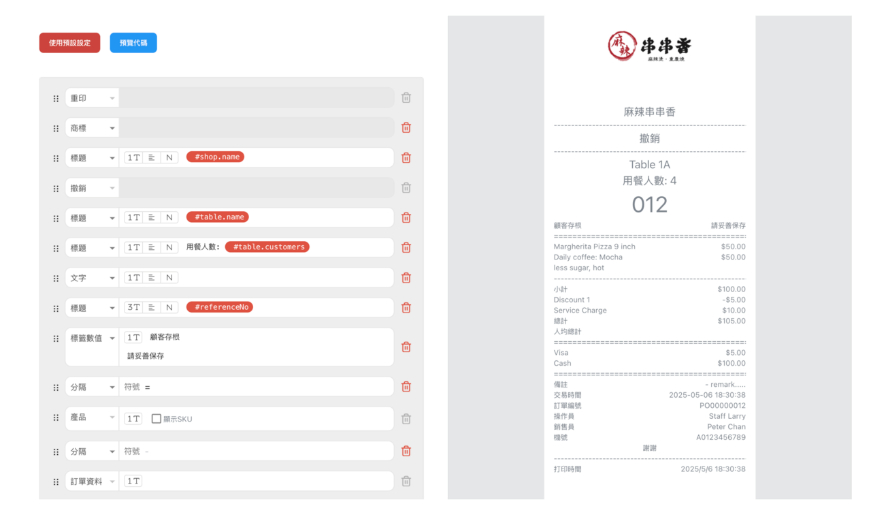 使用預設設定 預覽代碼
重印
商標
標題 1T N #shop.name
撤銷
標題 1T N #table.name
標題 1T N 用餐人數: #table.customers
文字 1T N
標題 3T N #referenceNo
標籤數值 1T 顧客存根
請妥善保存
分隔 符號 =
產品 1T 顯示SKU
分隔 符號 -
訂單資料 1T
麻辣 串串香
麻辣燙·臭臭鍋
麻辣串串香
--------------------------------
撤銷
--------------------------------
Table 1A
用餐人數: 4
012
顧客存根 請妥善保存
================================
Margherita Pizza 9 inch $50.00
Daily coffee: Mocha $50.00
less sugar, hot
--------------------------------
小計 $100.00
Discount 1 -$5.00
Service Charge $10.00
總計 $105.00
人均總計
================================
Visa $5.00
Cash $100.00
================================
備註 - remark.....
交易時間 2025-05-06 18:30:38
訂單編號 PO00000012
操作員 Staff Larry
銷售員 Peter Chan
機號 A0123456789
謝謝
--------------------------------
打印時間 2025/5/6 18:30:38